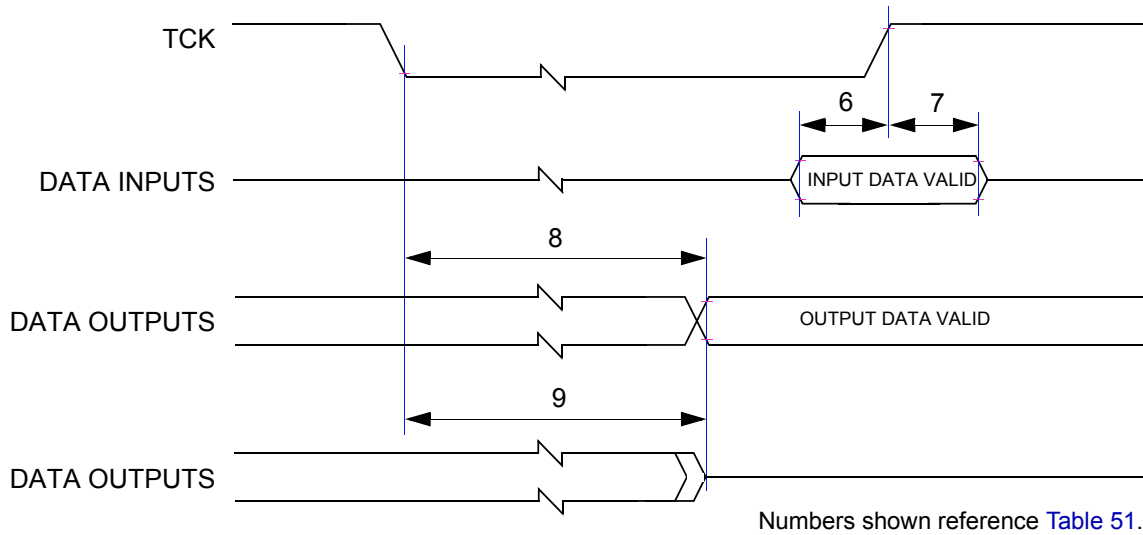 TCK
6
7
DATA INPUTS
INPUT DATA VALID
8
DATA OUTPUTS
OUTPUT DATA VALID
9
DATA OUTPUTS
Numbers shown reference Table 51.